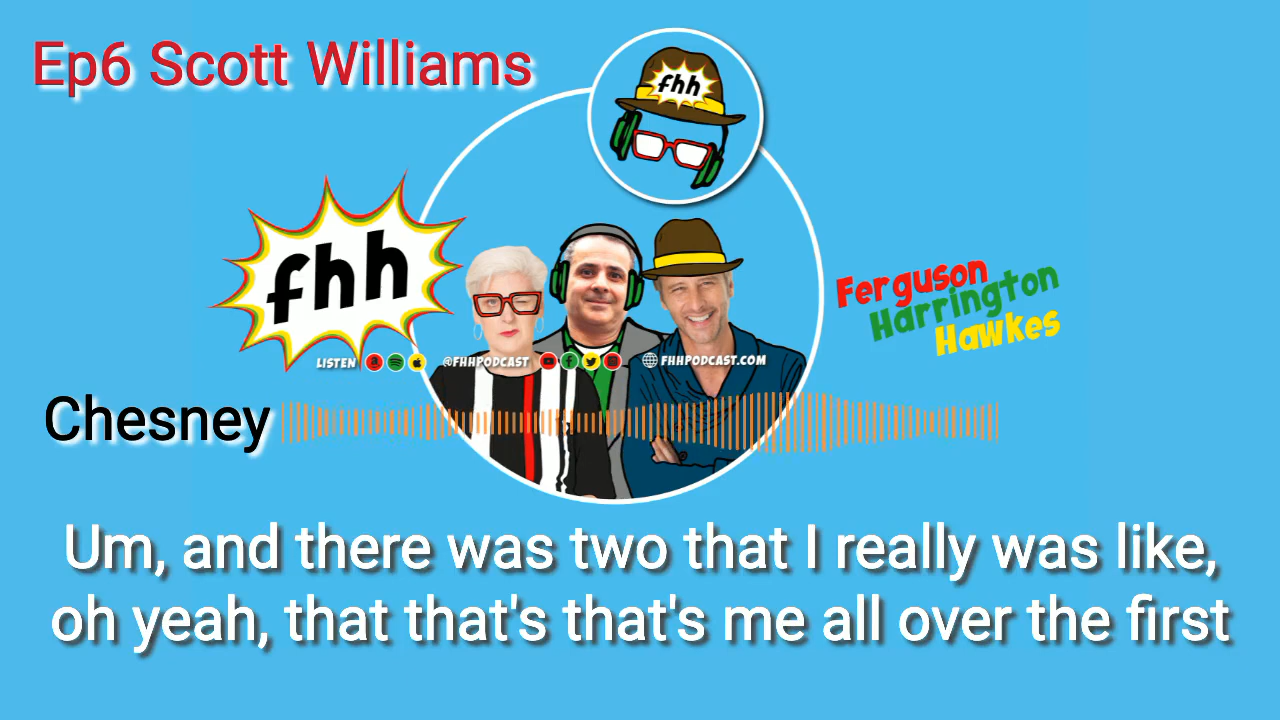 Ep6 Scott Williams
fhh
fhh
Ferguson
Harrington
Hawkes
LISTEN
@FHHPODCAST
FHHPODCAST.COM
Chesney
Um, and there was two that I really was like,
oh yeah, that that's that's me all over the first